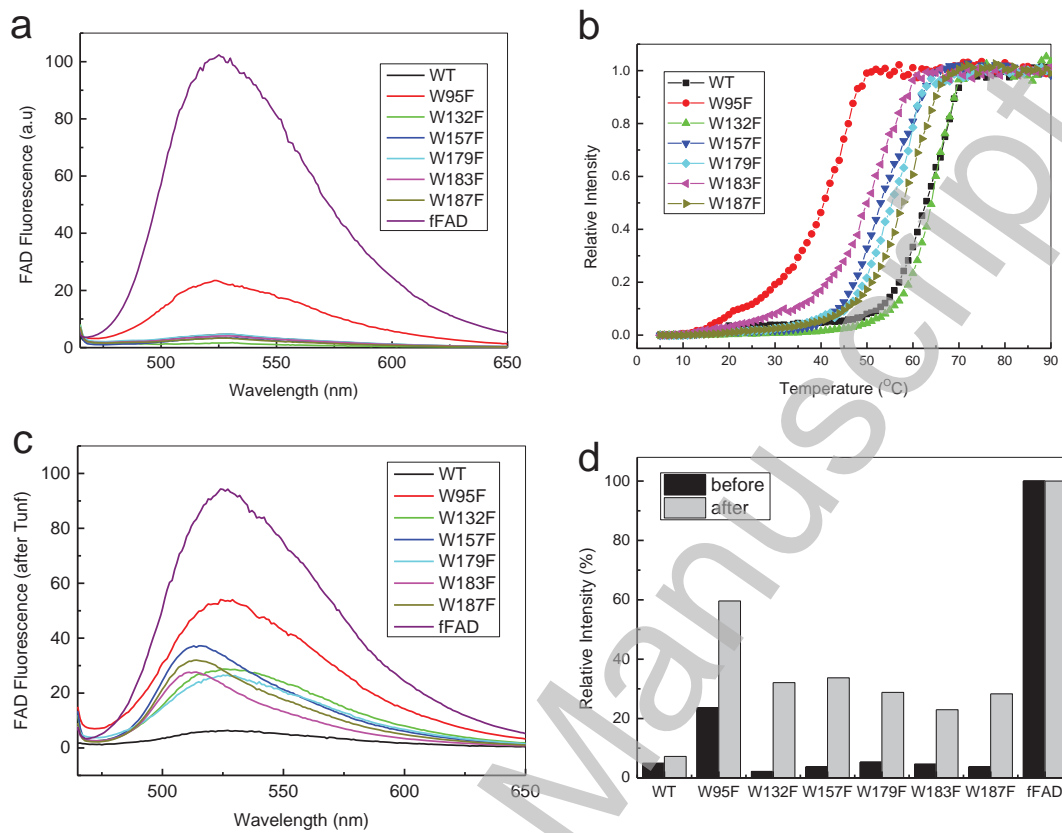 a
FAD Fluorescence (a.u)
100
80
60
40
20
0
500
550
600
650
Wavelength (nm)
WT
W95F
W132F
W157F
W179F
W183F
W187F
fFAD
b
Relative Intensity
1.0
0.8
0.6
0.4
0.2
0.0
0
10
20
30
40
50
60
70
80
90
Temperature (°C)
WT
W95F
W132F
W157F
W179F
W183F
W187F
c
FAD Fluorescence (after Tunf)
100
80
60
40
20
0
500
550
600
650
Wavelength (nm)
WT
W95F
W132F
W157F
W179F
W183F
W187F
fFAD
d
Relative Intensity (%)
100
80
60
40
20
0
before
after
WT W95F W132F W157F W179F W183F W187F fFAD
Manuscript